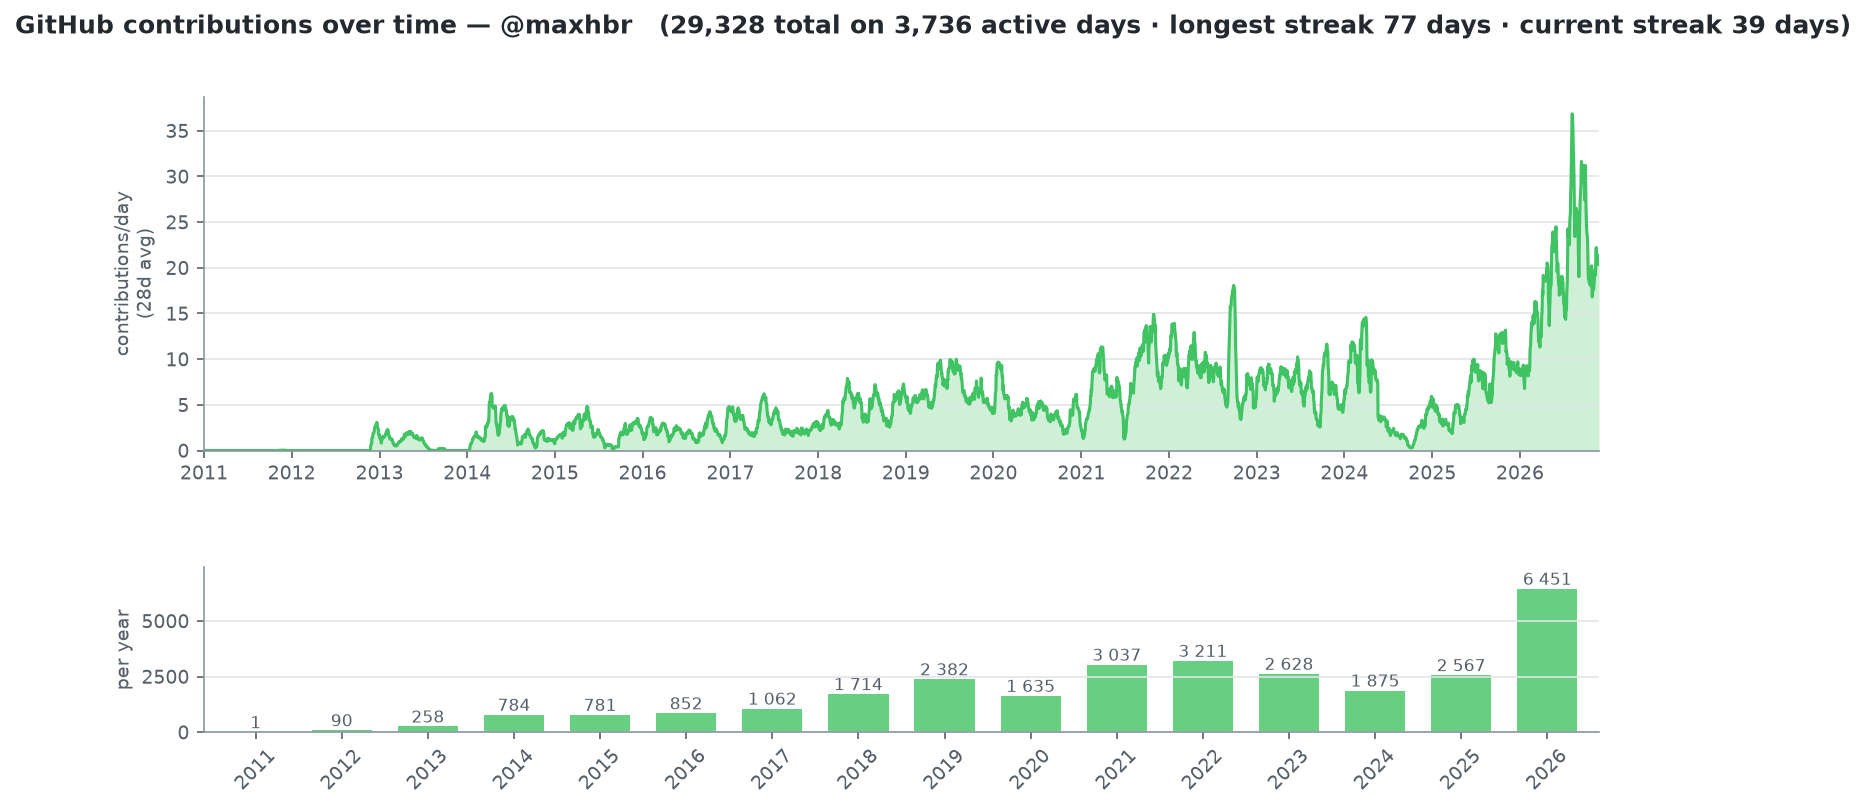 GitHub contributions over time — @maxhbr (29,328 total on 3,736 active days · longest streak 77 days · current streak 39 days)
contributions/day
(28d avg)
35
30
25
20
15
10
5
0
2011 2012 2013 2014 2015 2016 2017 2018 2019 2020 2021 2022 2023 2024 2025 2026
per year
5000
2500
0
1 90 258 784 781 852 1 062 1 714 2 382 1 635 3 037 3 211 2 628 1 875 2 567 6 451
2011 2012 2013 2014 2015 2016 2017 2018 2019 2020 2021 2022 2023 2024 2025 2026